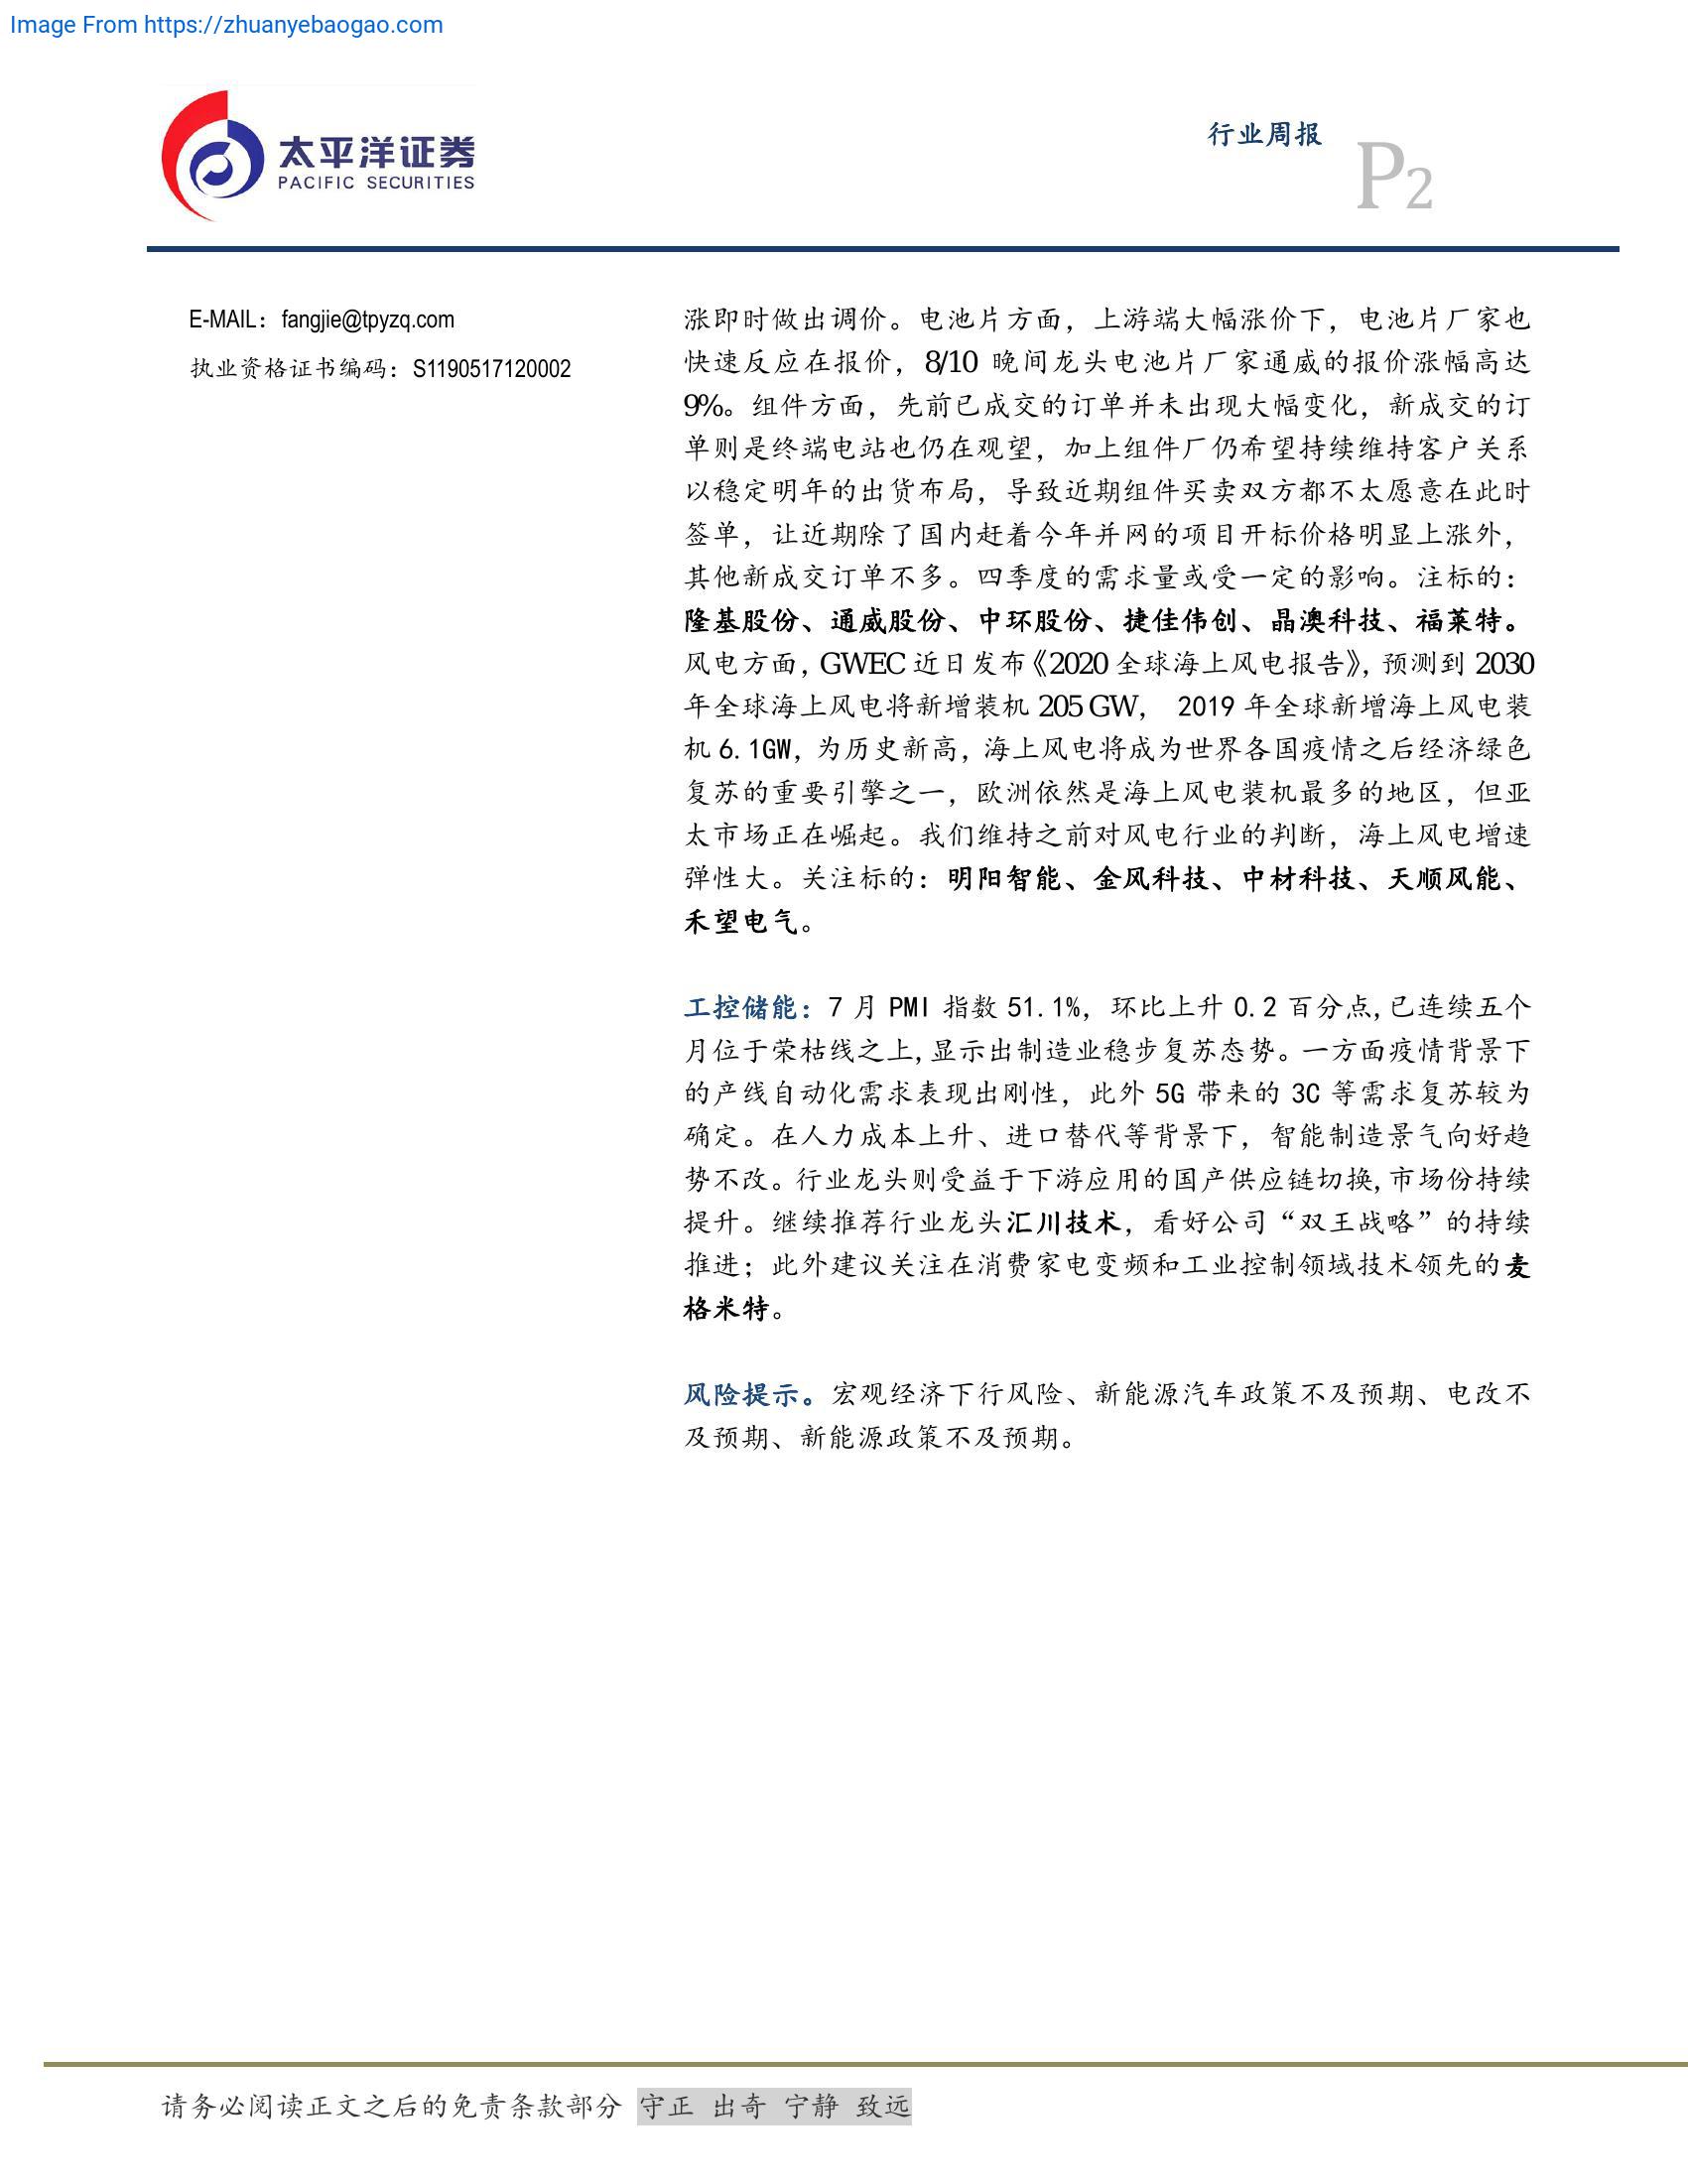 Image From https://zhuanyebaogao.com
太平洋证券
PACIFIC SECURITIES
行业周报
P2
E-MAIL：fangjie@tpyzq.com
执业资格证书编码：S1190517120002
涨即时做出调价。电池片方面，上游端大幅涨价下，电池片厂家也
快速反应在报价，8/10 晚间龙头电池片厂家通威的报价涨幅高达
9%。组件方面，先前已成交的订单并未出现大幅变化，新成交的订
单则是终端电站也仍在观望，加上组件厂仍希望持续维持客户关系
以稳定明年的出货布局，导致近期组件买卖双方都不太愿意在此时
签单，让近期除了国内赶着今年并网的项目开标价格明显上涨外，
其他新成交订单不多。四季度的需求量或受一定的影响。注标的：
隆基股份、通威股份、中环股份、捷佳伟创、晶澳科技、福莱特。
风电方面，GWEC 近日发布《2020 全球海上风电报告》，预测到 2030
年全球海上风电将新增装机 205 GW， 2019 年全球新增海上风电装
机 6.1GW，为历史新高，海上风电将成为世界各国疫情之后经济绿色
复苏的重要引擎之一，欧洲依然是海上风电装机最多的地区，但亚
太市场正在崛起。我们维持之前对风电行业的判断，海上风电增速
弹性大。关注标的：明阳智能、金风科技、中材科技、天顺风能、
禾望电气。
工控储能：7 月 PMI 指数 51.1%，环比上升 0.2 百分点,已连续五个
月位于荣枯线之上,显示出制造业稳步复苏态势。一方面疫情背景下
的产线自动化需求表现出刚性，此外 5G 带来的 3C 等需求复苏较为
确定。在人力成本上升、进口替代等背景下，智能制造景气向好趋
势不改。行业龙头则受益于下游应用的国产供应链切换,市场份持续
提升。继续推荐行业龙头汇川技术，看好公司“双王战略”的持续
推进；此外建议关注在消费家电变频和工业控制领域技术领先的麦
格米特。
风险提示。宏观经济下行风险、新能源汽车政策不及预期、电改不
及预期、新能源政策不及预期。
请务必阅读正文之后的免责条款部分 守正 出奇 宁静 致远